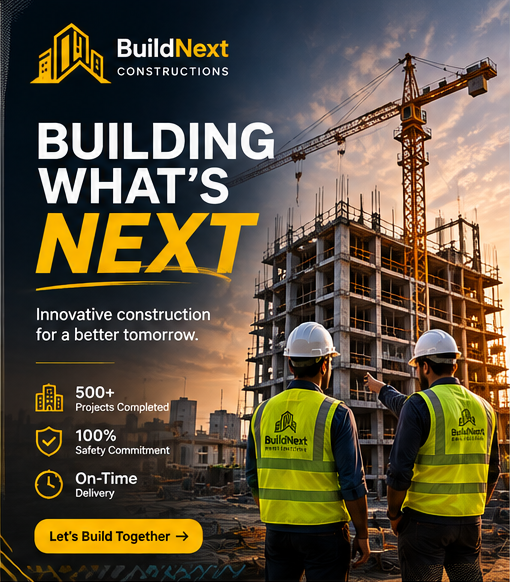 BuildNext
CONSTRUCTIONS
BUILDING
WHAT'S
NEXT
Innovative construction
for a better tomorrow.
500+
Projects Completed
100%
Safety Commitment
On-Time
Delivery
Let's Build Together →
BuildNext
BuildNext